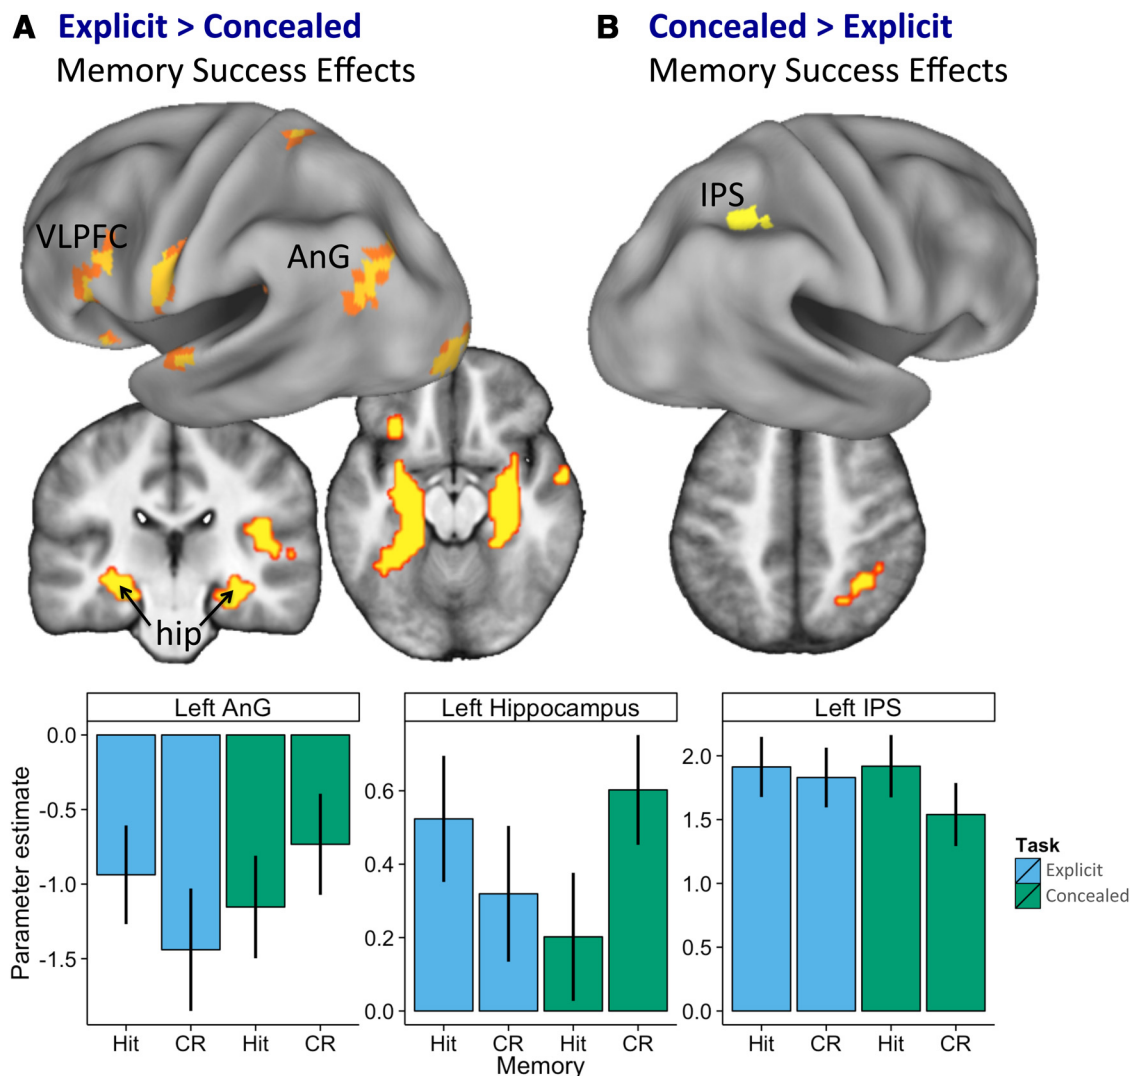 A Explicit > Concealed
Memory Success Effects
B Concealed > Explicit
Memory Success Effects
VLPFC
AnG
hip
IPS
Left AnG
Left Hippocampus
Left IPS
Parameter estimate
0.0
-0.5
-1.0
-1.5
0.6
0.4
0.2
0.0
2.0
1.5
1.0
0.5
0.0
Hit CR Hit CR
Hit CR Hit CR
Hit CR Hit CR
Memory
Task
Explicit
Concealed